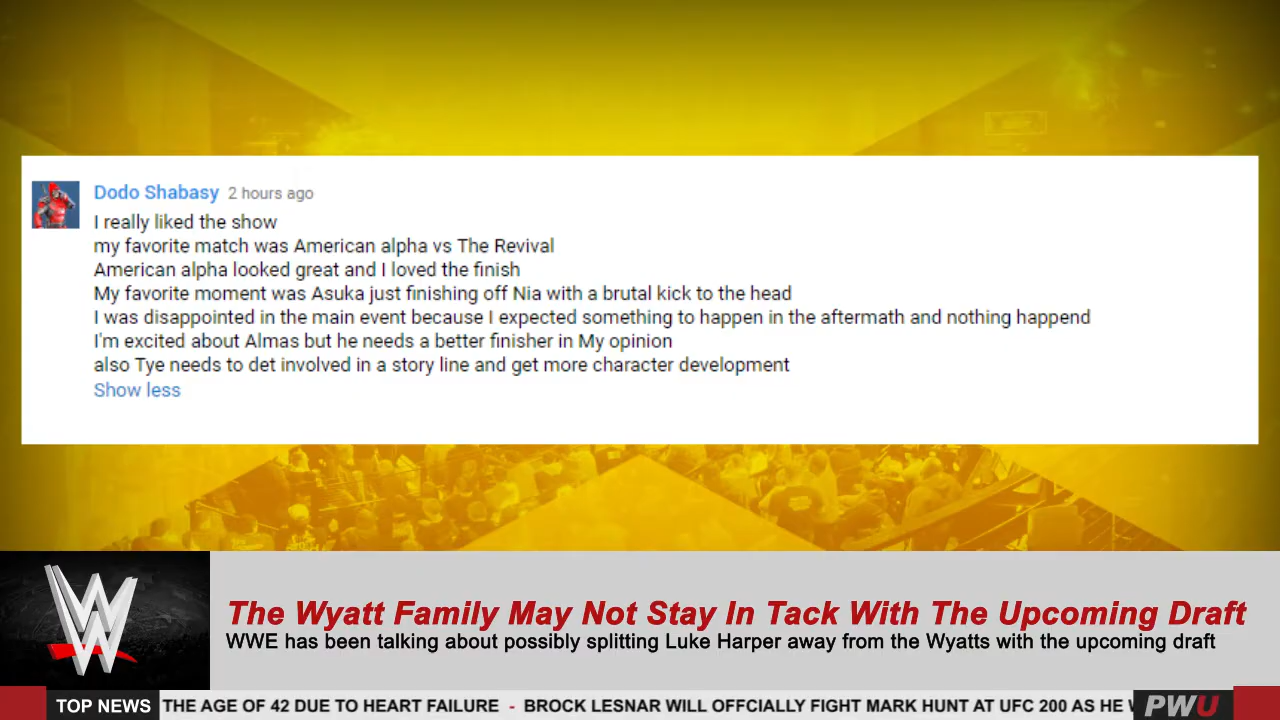 Dodo Shabasy 2 hours ago
I really liked the show
my favorite match was American alpha vs The Revival
American alpha looked great and I loved the finish
My favorite moment was Asuka just finishing off Nia with a brutal kick to the head
I was disappointed in the main event because I expected something to happen in the aftermath and nothing happend
I'm excited about Almas but he needs a better finisher in My opinion
also Tye needs to det involved in a story line and get more character development
Show less
The Wyatt Family May Not Stay In Tack With The Upcoming Draft
WWE has been talking about possibly splitting Luke Harper away from the Wyatts with the upcoming draft
TOP NEWS THE AGE OF 42 DUE TO HEART FAILURE - BROCK LESNAR WILL OFFCIALLY FIGHT MARK HUNT AT UFC 200 AS HE PWU